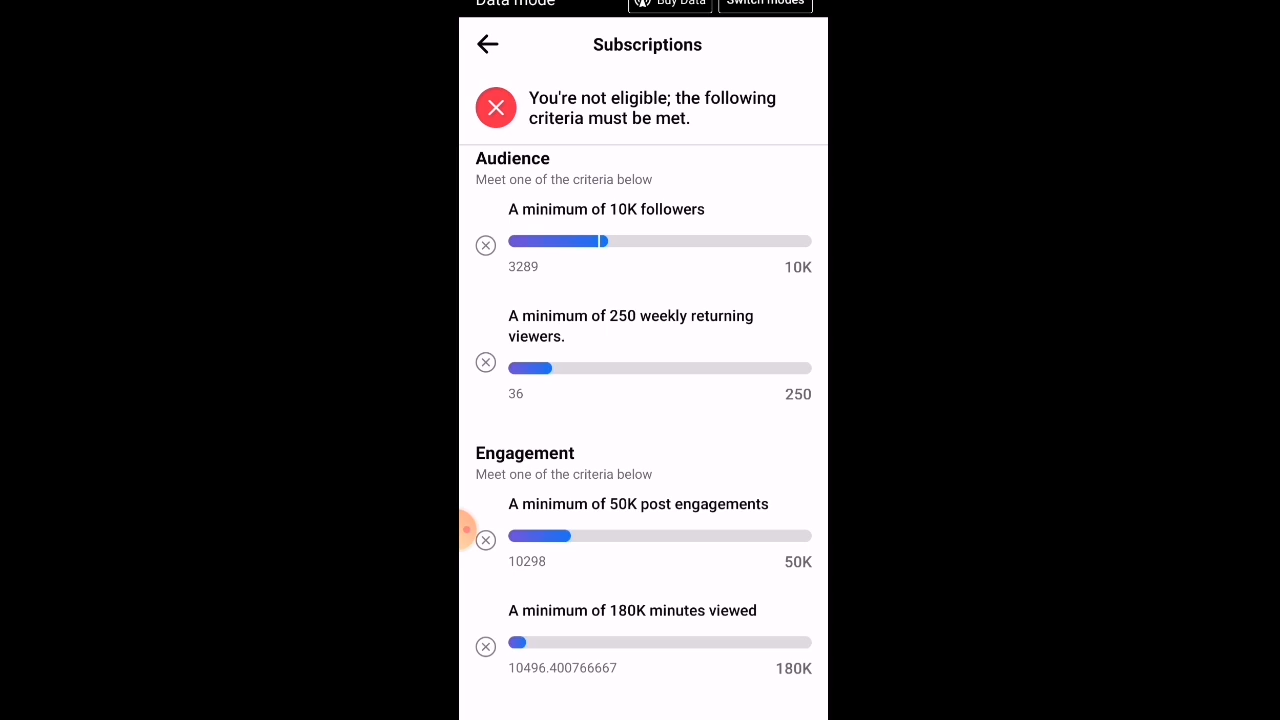 Data mode
Buy Data
Switch modes
Subscriptions
You're not eligible; the following
criteria must be met.
Audience
Meet one of the criteria below
A minimum of 10K followers
3289
10K
A minimum of 250 weekly returning
viewers.
36
250
Engagement
Meet one of the criteria below
A minimum of 50K post engagements
10298
50K
A minimum of 180K minutes viewed
10496.400766667
180K